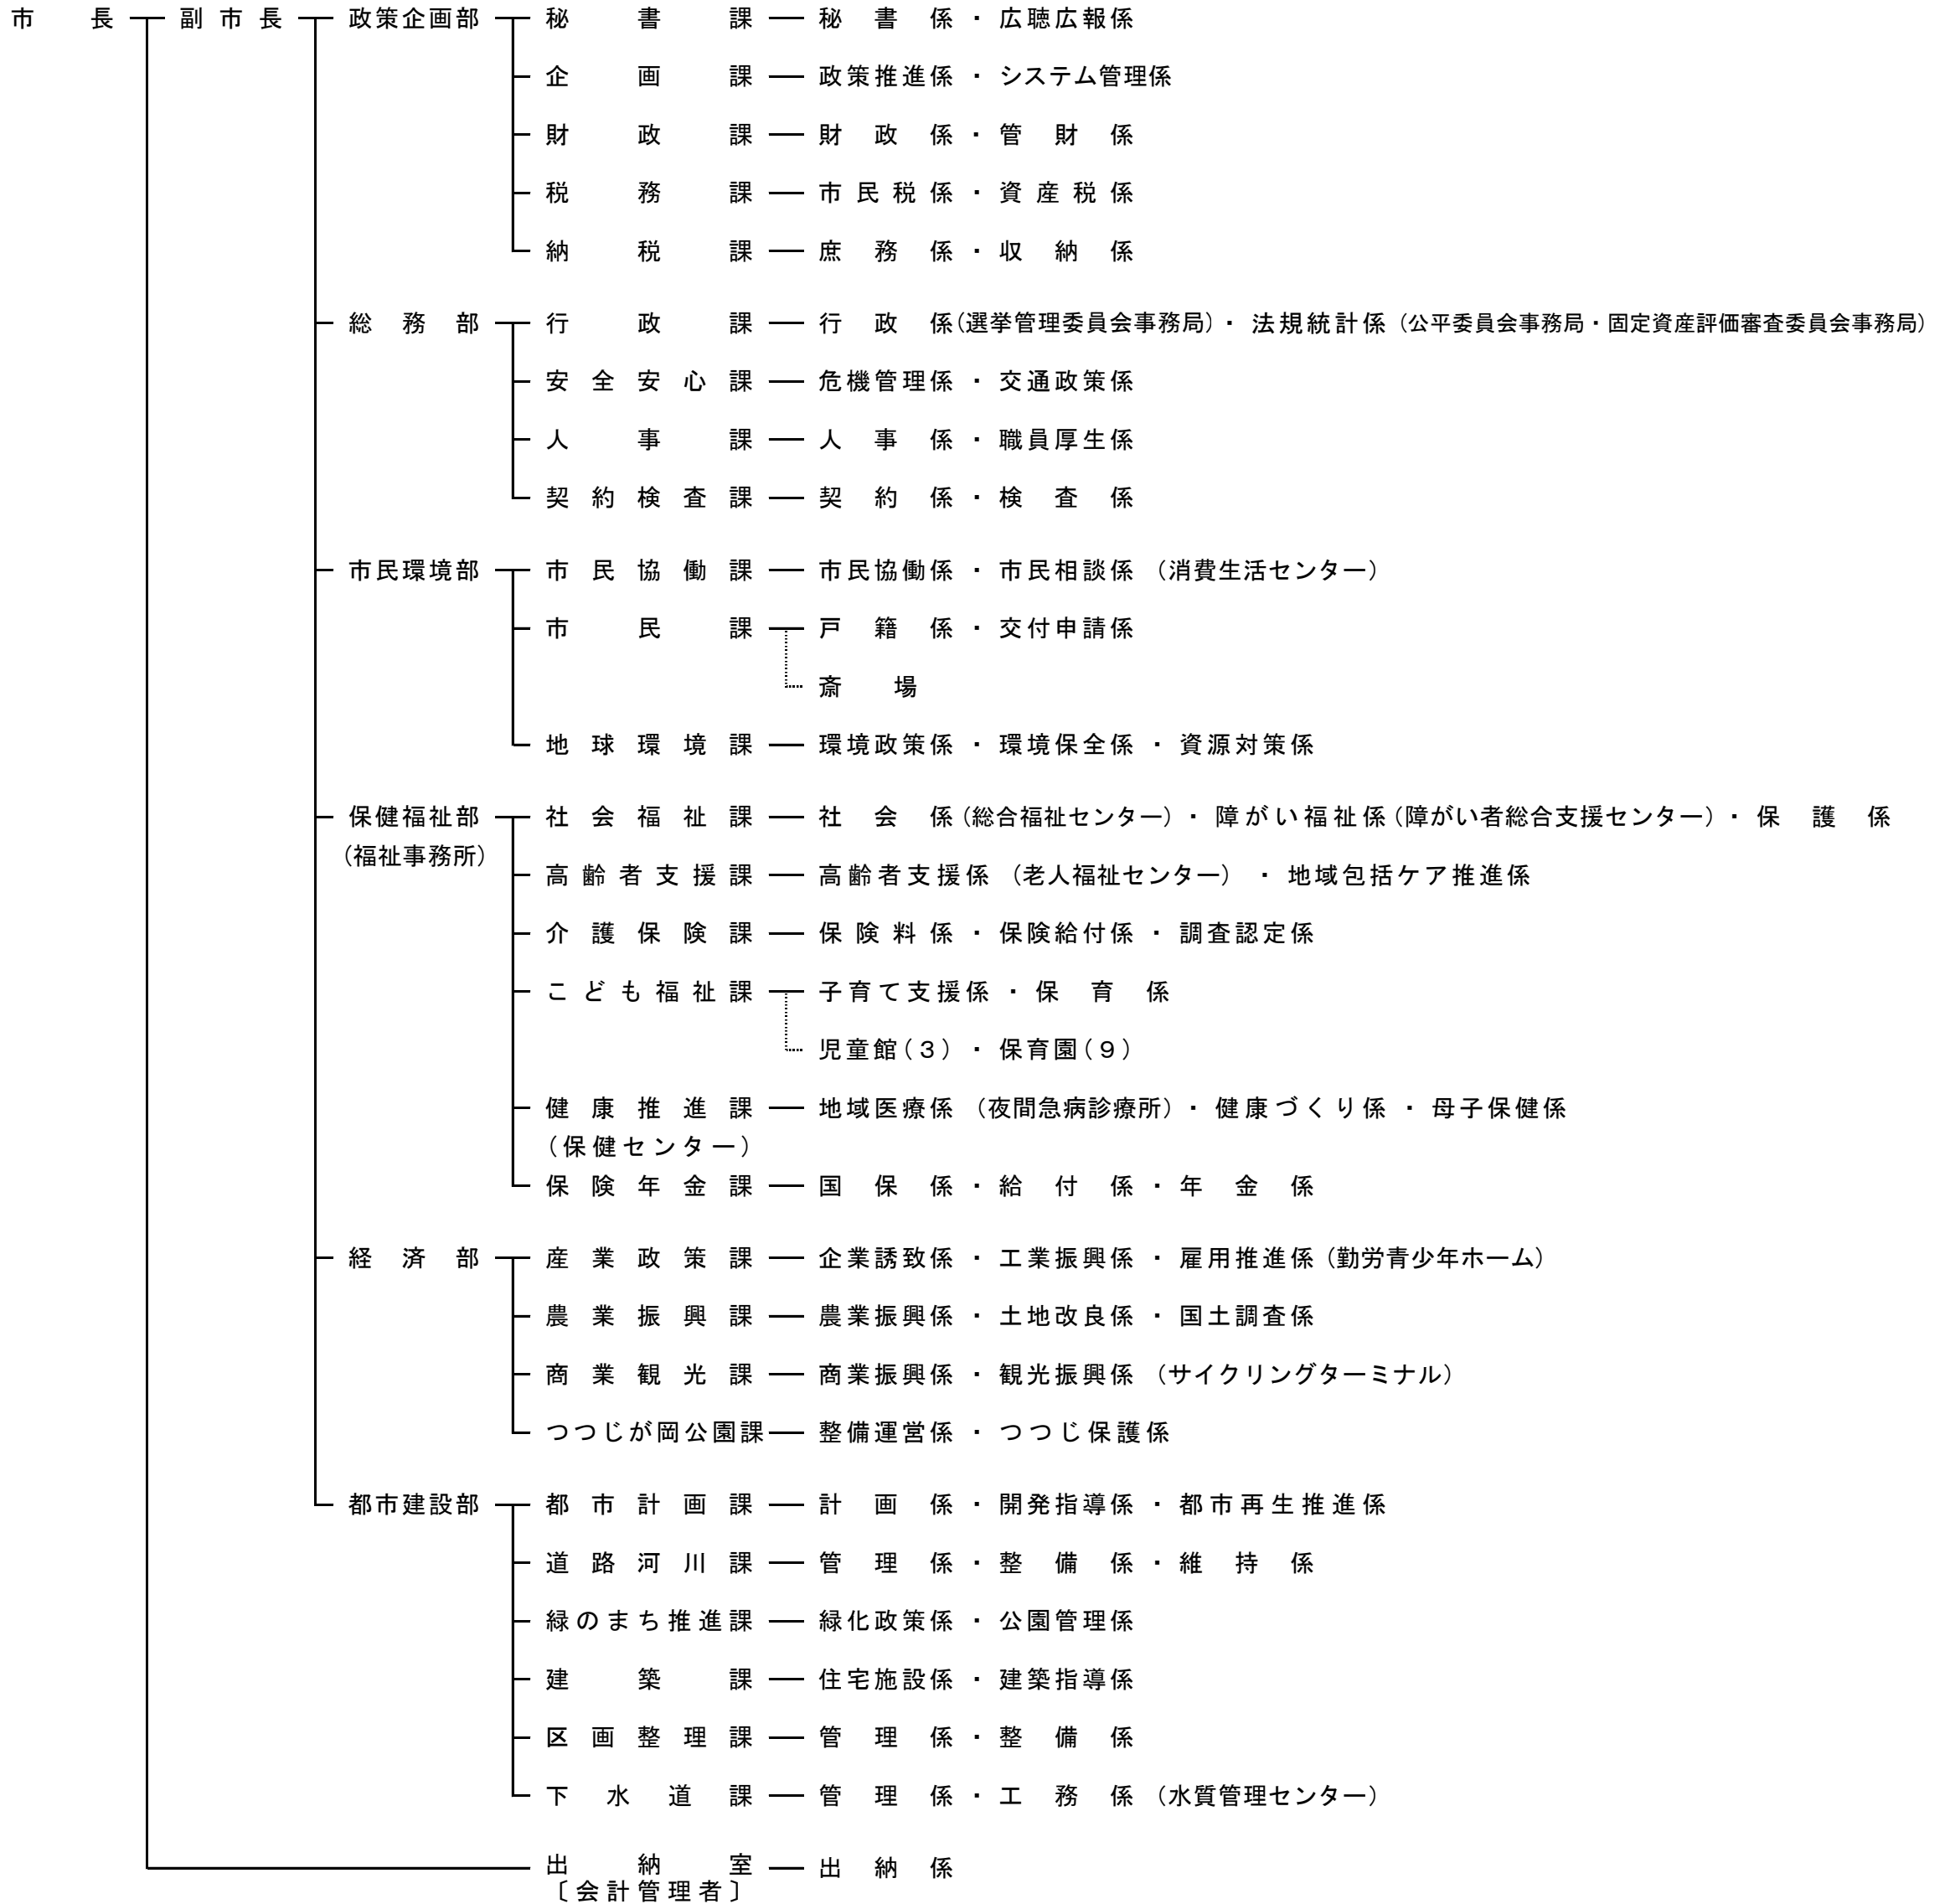 市長 副市長 政策企画部 秘書課 秘書係・広聴広報係
企画課 政策推進係・システム管理係
財政課 財政係・管財係
税務課 市民税係・資産税係
納税課 庶務係・収納係
総務部 行政課 行政係(選挙管理委員会事務局)・法規統計係(公平委員会事務局・固定資産評価審査委員会事務局)
安全安心課 危機管理係・交通政策係
人事課 人事係・職員厚生係
契約検査課 契約係・検査係
市民環境部 市民協働課 市民協働係・市民相談係(消費生活センター)
市民課 戸籍係・交付申請係
斎場
地球環境課 環境政策係・環境保全係・資源対策係
保健福祉部 社会福祉課 社会係(総合福祉センター)・障がい福祉係(障がい者総合支援センター)・保護係
(福祉事務所)
高齢者支援課 高齢者支援係(老人福祉センター)・地域包括ケア推進係
介護保険課 保険料係・保険給付係・調査認定係
こども福祉課 子育て支援係・保育係
児童館(3)・保育園(9)
健康推進課 地域医療係(夜間急病診療所)・健康づくり係・母子保健係
(保健センター)
保険年金課 国保係・給付係・年金係
経済部 産業政策課 企業誘致係・工業振興係・雇用推進係(勤労青少年ホーム)
農業振興課 農業振興係・土地改良係・国土調査係
商業観光課 商業振興係・観光振興係(サイクリングターミナル)
つつじが岡公園課 整備運営係・つつじ保護係
都市建設部 都市計画課 計画係・開発指導係・都市再生推進係
道路河川課 管理係・整備係・維持係
緑のまち推進課 緑化政策係・公園管理係
建築課 住宅施設係・建築指導係
区画整理課 管理係・整備係
下水道課 管理係・工務係(水質管理センター)
出納室 出納係
〔会計管理者〕